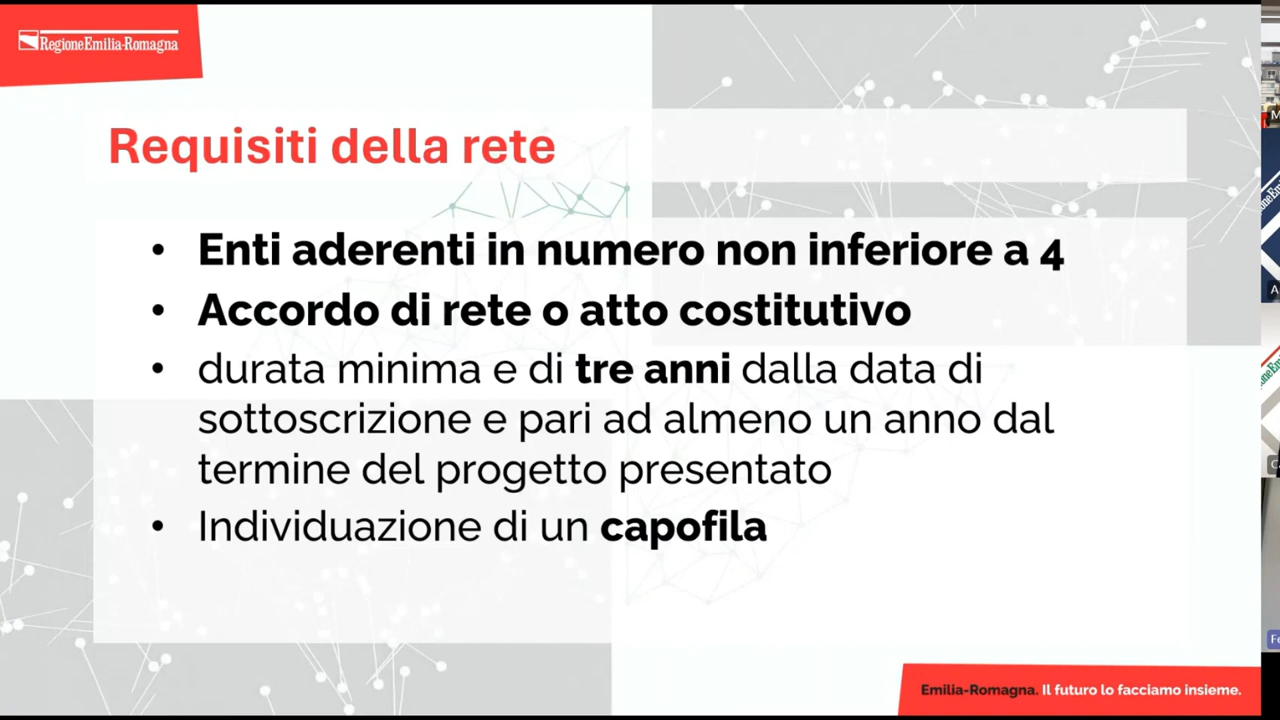 RegioneEmilia-Romagna
Requisiti della rete
• Enti aderenti in numero non inferiore a 4
• Accordo di rete o atto costitutivo
• durata minima e di tre anni dalla data di
sottoscrizione e pari ad almeno un anno dal
termine del progetto presentato
• Individuazione di un capofila
Emilia-Romagna. Il futuro lo facciamo insieme.